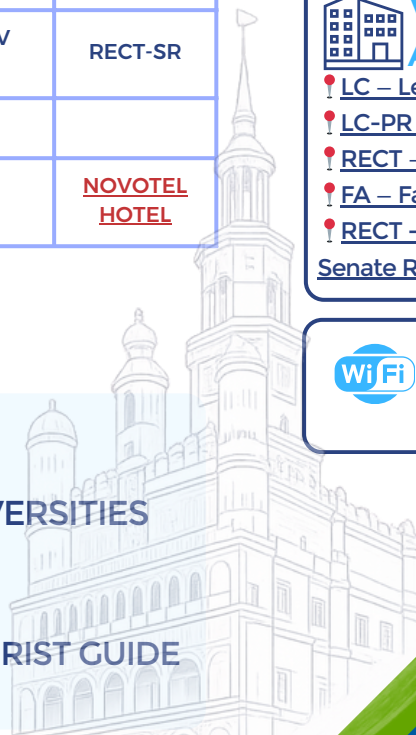 V
RECT-SR
NOVOTEL
HOTEL
LC – Le
LC-PR
RECT –
FA – Fa
RECT -
Senate R
WiFi
VERSITIES
RIST GUIDE